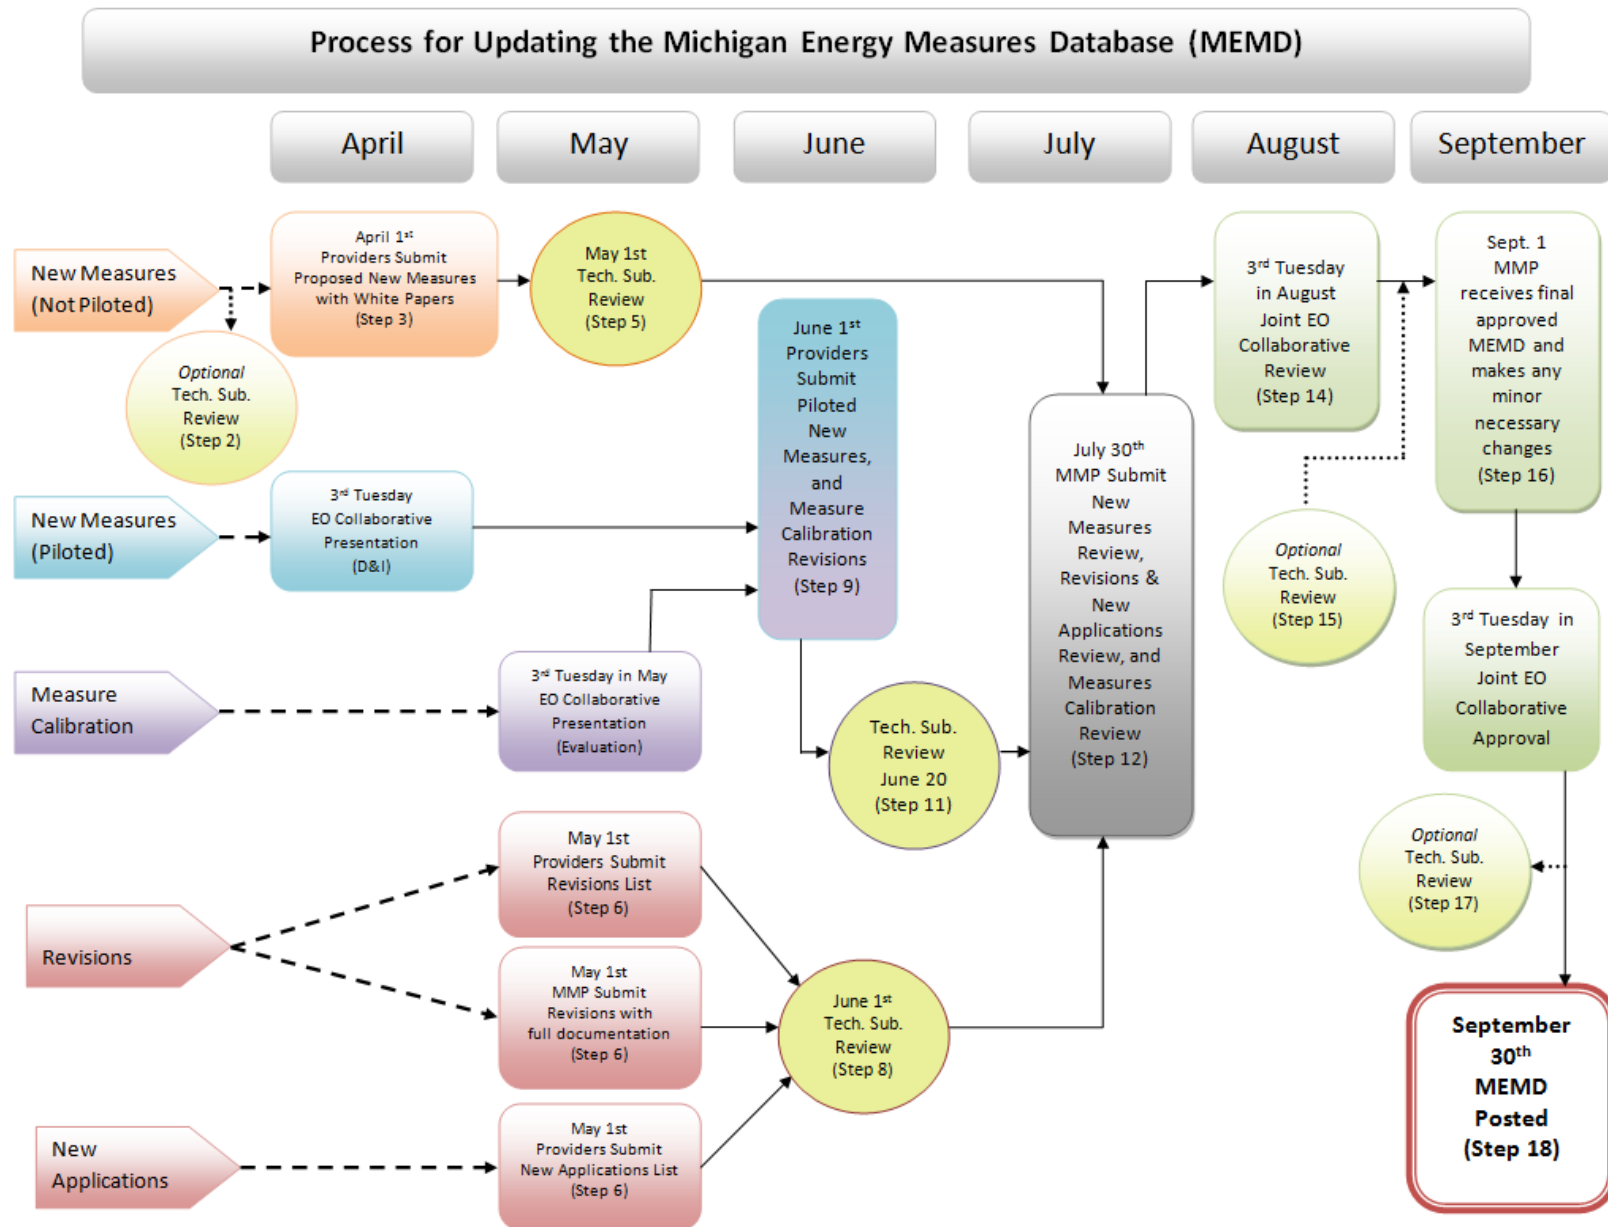 Process for Updating the Michigan Energy Measures Database (MEMD)
April
May
June
July
August
September
New Measures
(Not Piloted)
April 1st
Providers Submit
Proposed New Measures
with White Papers
(Step 3)
May 1st
Tech. Sub.
Review
(Step 5)
Optional
Tech. Sub.
Review
(Step 2)
New Measures
(Piloted)
3rd Tuesday
EO Collaborative
Presentation
(D&I)
June 1st
Providers
Submit
Piloted
New
Measures,
and
Measure
Calibration
Revisions
(Step 9)
Measure
Calibration
3rd Tuesday in May
EO Collaborative
Presentation
(Evaluation)
Tech. Sub.
Review
June 20
(Step 11)
Revisions
May 1st
Providers Submit
Revisions List
(Step 6)
May 1st
MMP Submit
Revisions with
full documentation
(Step 6)
New
Applications
May 1st
Providers Submit
New Applications List
(Step 6)
June 1st
Tech. Sub.
Review
(Step 8)
July 30th
MMP Submit
New
Measures
Review,
Revisions &
New
Applications
Review, and
Measures
Calibration
Review
(Step 12)
3rd Tuesday
in August
Joint EO
Collaborative
Review
(Step 14)
Optional
Tech. Sub.
Review
(Step 15)
Sept. 1
MMP
receives final
approved
MEMD and
makes any
minor
necessary
changes
(Step 16)
3rd Tuesday in
September
Joint EO
Collaborative
Approval
Optional
Tech. Sub.
Review
(Step 17)
September
30th
MEMD
Posted
(Step 18)